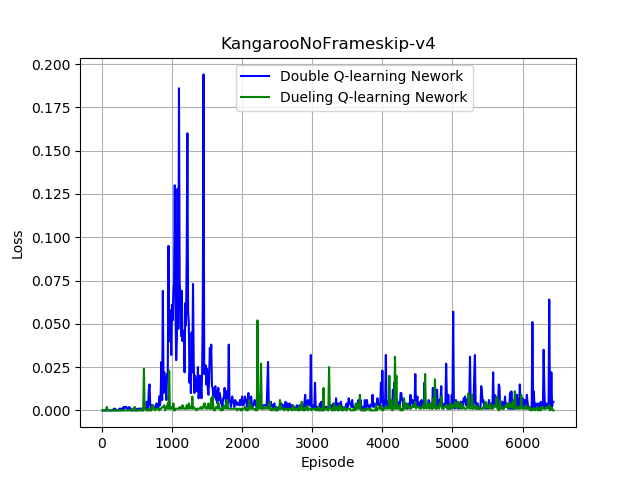 KangarooNoFrameskip-v4
Double Q-learning Nework
Dueling Q-learning Nework
0.200
0.175
0.150
0.125
0.100
0.075
0.050
0.025
0.000
Loss
0 1000 2000 3000 4000 5000 6000
Episode